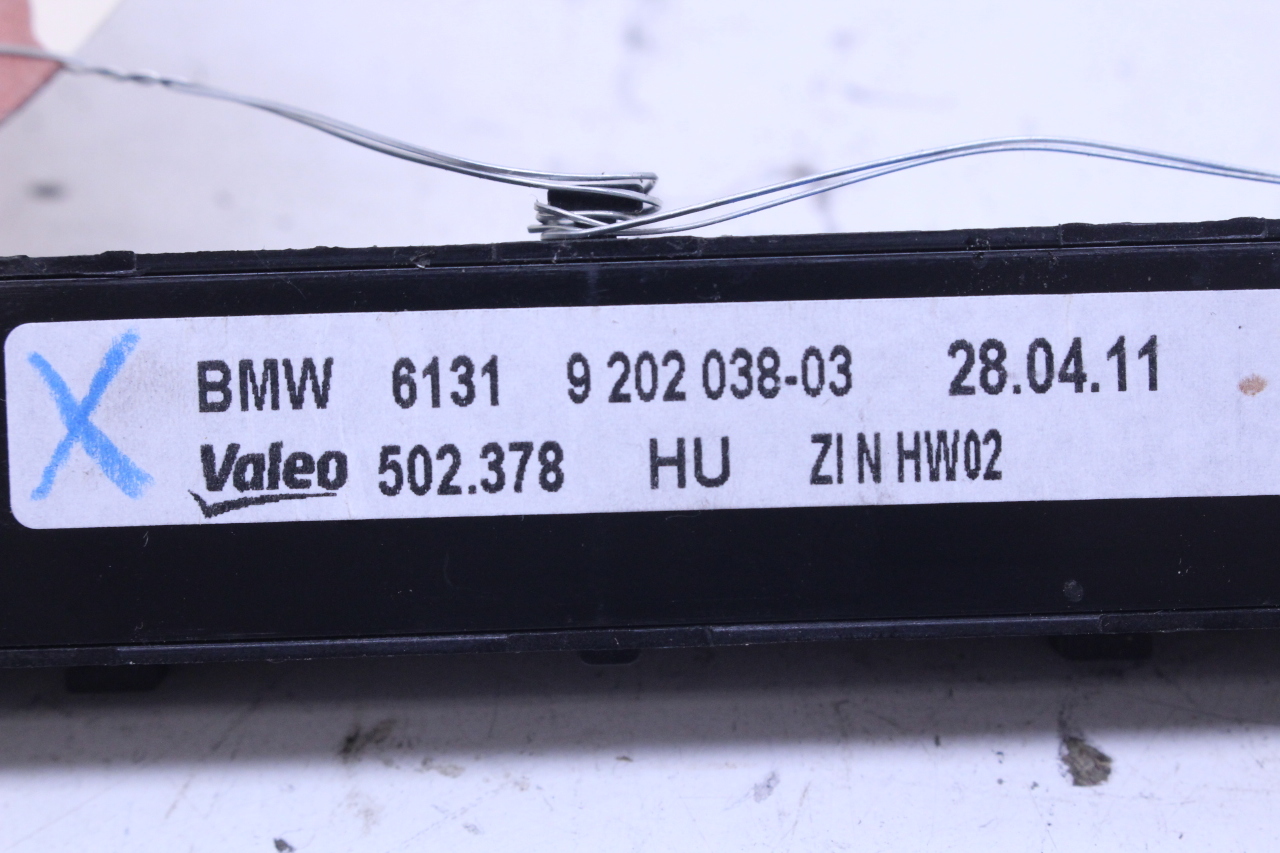 BMW 6131 9 202 038-03 28.04.11
Valeo 502.378 HU ZI N HW02